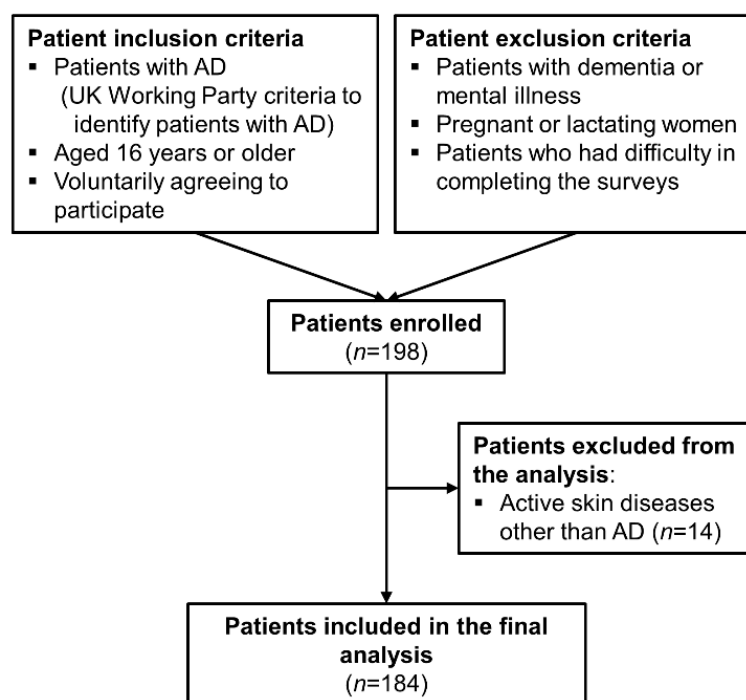 Patient inclusion criteria
▪ Patients with AD
(UK Working Party criteria to
identify patients with AD)
▪ Aged 16 years or older
▪ Voluntarily agreeing to
participate
Patient exclusion criteria
▪ Patients with dementia or
mental illness
▪ Pregnant or lactating women
▪ Patients who had difficulty in
completing the surveys
Patients enrolled
(n=198)
Patients excluded from
the analysis:
▪ Active skin diseases
other than AD (n=14)
Patients included in the final
analysis
(n=184)